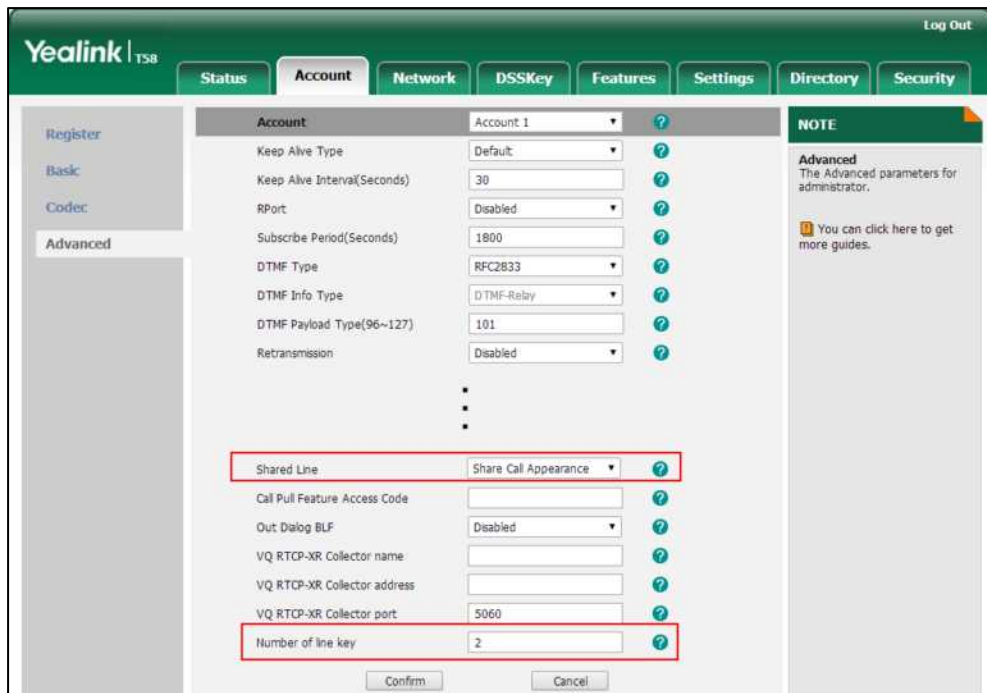 Log Out
Yealink | T58
Status Account Network DSSKey Features Settings Directory Security
Register
Basic
Codec
Advanced
Account Account 1
Keep Alive Type Default
Keep Alive Interval(Seconds) 30
RPort Disabled
Subscribe Period(Seconds) 1800
DTMF Type RFC2833
DTMF Info Type DTMF-Relay
DTMF Payload Type(96~127) 101
Retransmission Disabled
Shared Line Share Call Appearance
Call Pull Feature Access Code
Out Dialog BLF Disabled
VQ RTCP-XR Collector name
VQ RTCP-XR Collector address
VQ RTCP-XR Collector port 5060
Number of line key 2
Confirm Cancel
NOTE
Advanced
The Advanced parameters for
administrator.
You can click here to get
more guides.